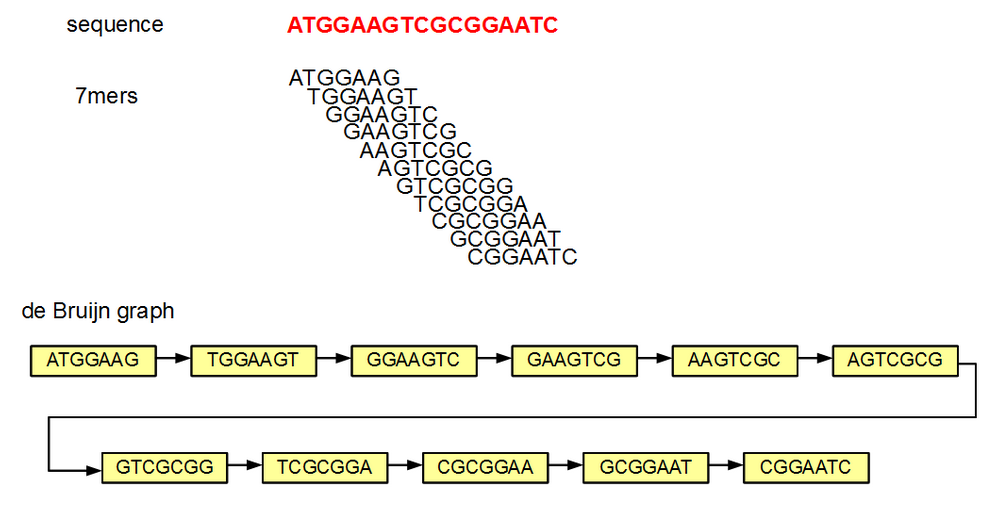 sequence ATGGAAGTCGCGGAATC
7mers
ATGGAAG
TGGAAGT
GGAAGTC
GAAGTCG
AAGTCGC
AGTCGCG
GTCGCGG
TCGCGGA
CGCGGAA
GCGGAAT
CGGAATC
de Bruijn graph
ATGGAAG TGGAAGT GGAAGTC GAAGTCG AAGTCGC AGTCGCG
GTCGCGG TCGCGGA CGCGGAA GCGGAAT CGGAATC